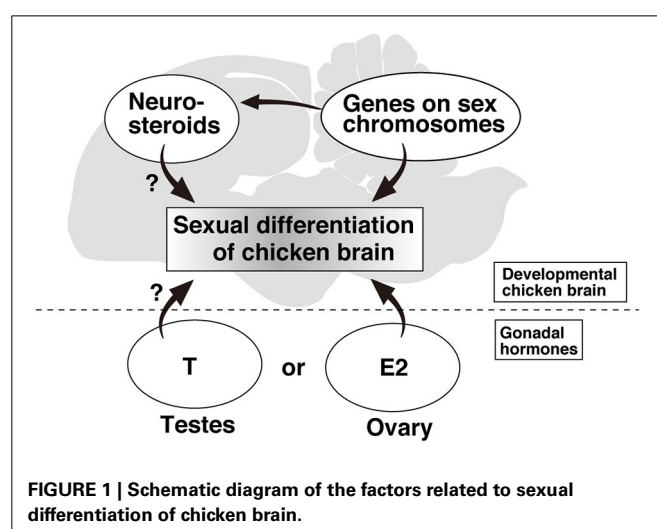 Neuro-
steroids
Genes on sex
chromosomes
?
Sexual differentiation
of chicken brain
?
Developmental
chicken brain
Gonadal
hormones
T
or
E2
Testes
Ovary
FIGURE 1 | Schematic diagram of the factors related to sexual
differentiation of chicken brain.